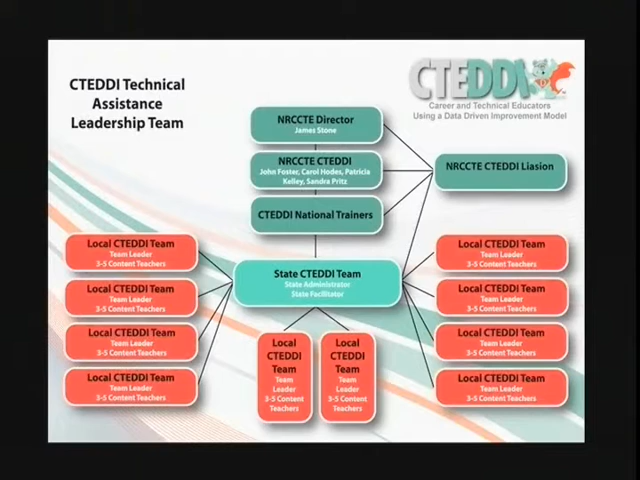 CTEDDI Technical
Assistance
Leadership Team
CTEDDI
Career and Technical Educators
Using a Data Driven Improvement Model
NRCCTE Director
James Stone
NRCCTE CTEDDI
John Foster, Carol Hodes, Patricia
Kelley, Sandra Pritz
CTEDDI National Trainers
NRCCTE CTEDDI Liasion
State CTEDDI Team
State Administrator
State Facilitator
Local CTEDDI Team
Team Leader
3-5 Content Teachers
Local CTEDDI Team
Team Leader
3-5 Content Teachers
Local CTEDDI Team
Team Leader
3-5 Content Teachers
Local CTEDDI Team
Team Leader
3-5 Content Teachers
Local
CTEDDI
Team
Team
Leader
3-5 Content
Teachers
Local
CTEDDI
Team
Team
Leader
3-5 Content
Teachers
Local CTEDDI Team
Team Leader
3-5 Content Teachers
Local CTEDDI Team
Team Leader
3-5 Content Teachers
Local CTEDDI Team
Team Leader
3-5 Content Teachers
Local CTEDDI Team
Team Leader
3-5 Content Teachers